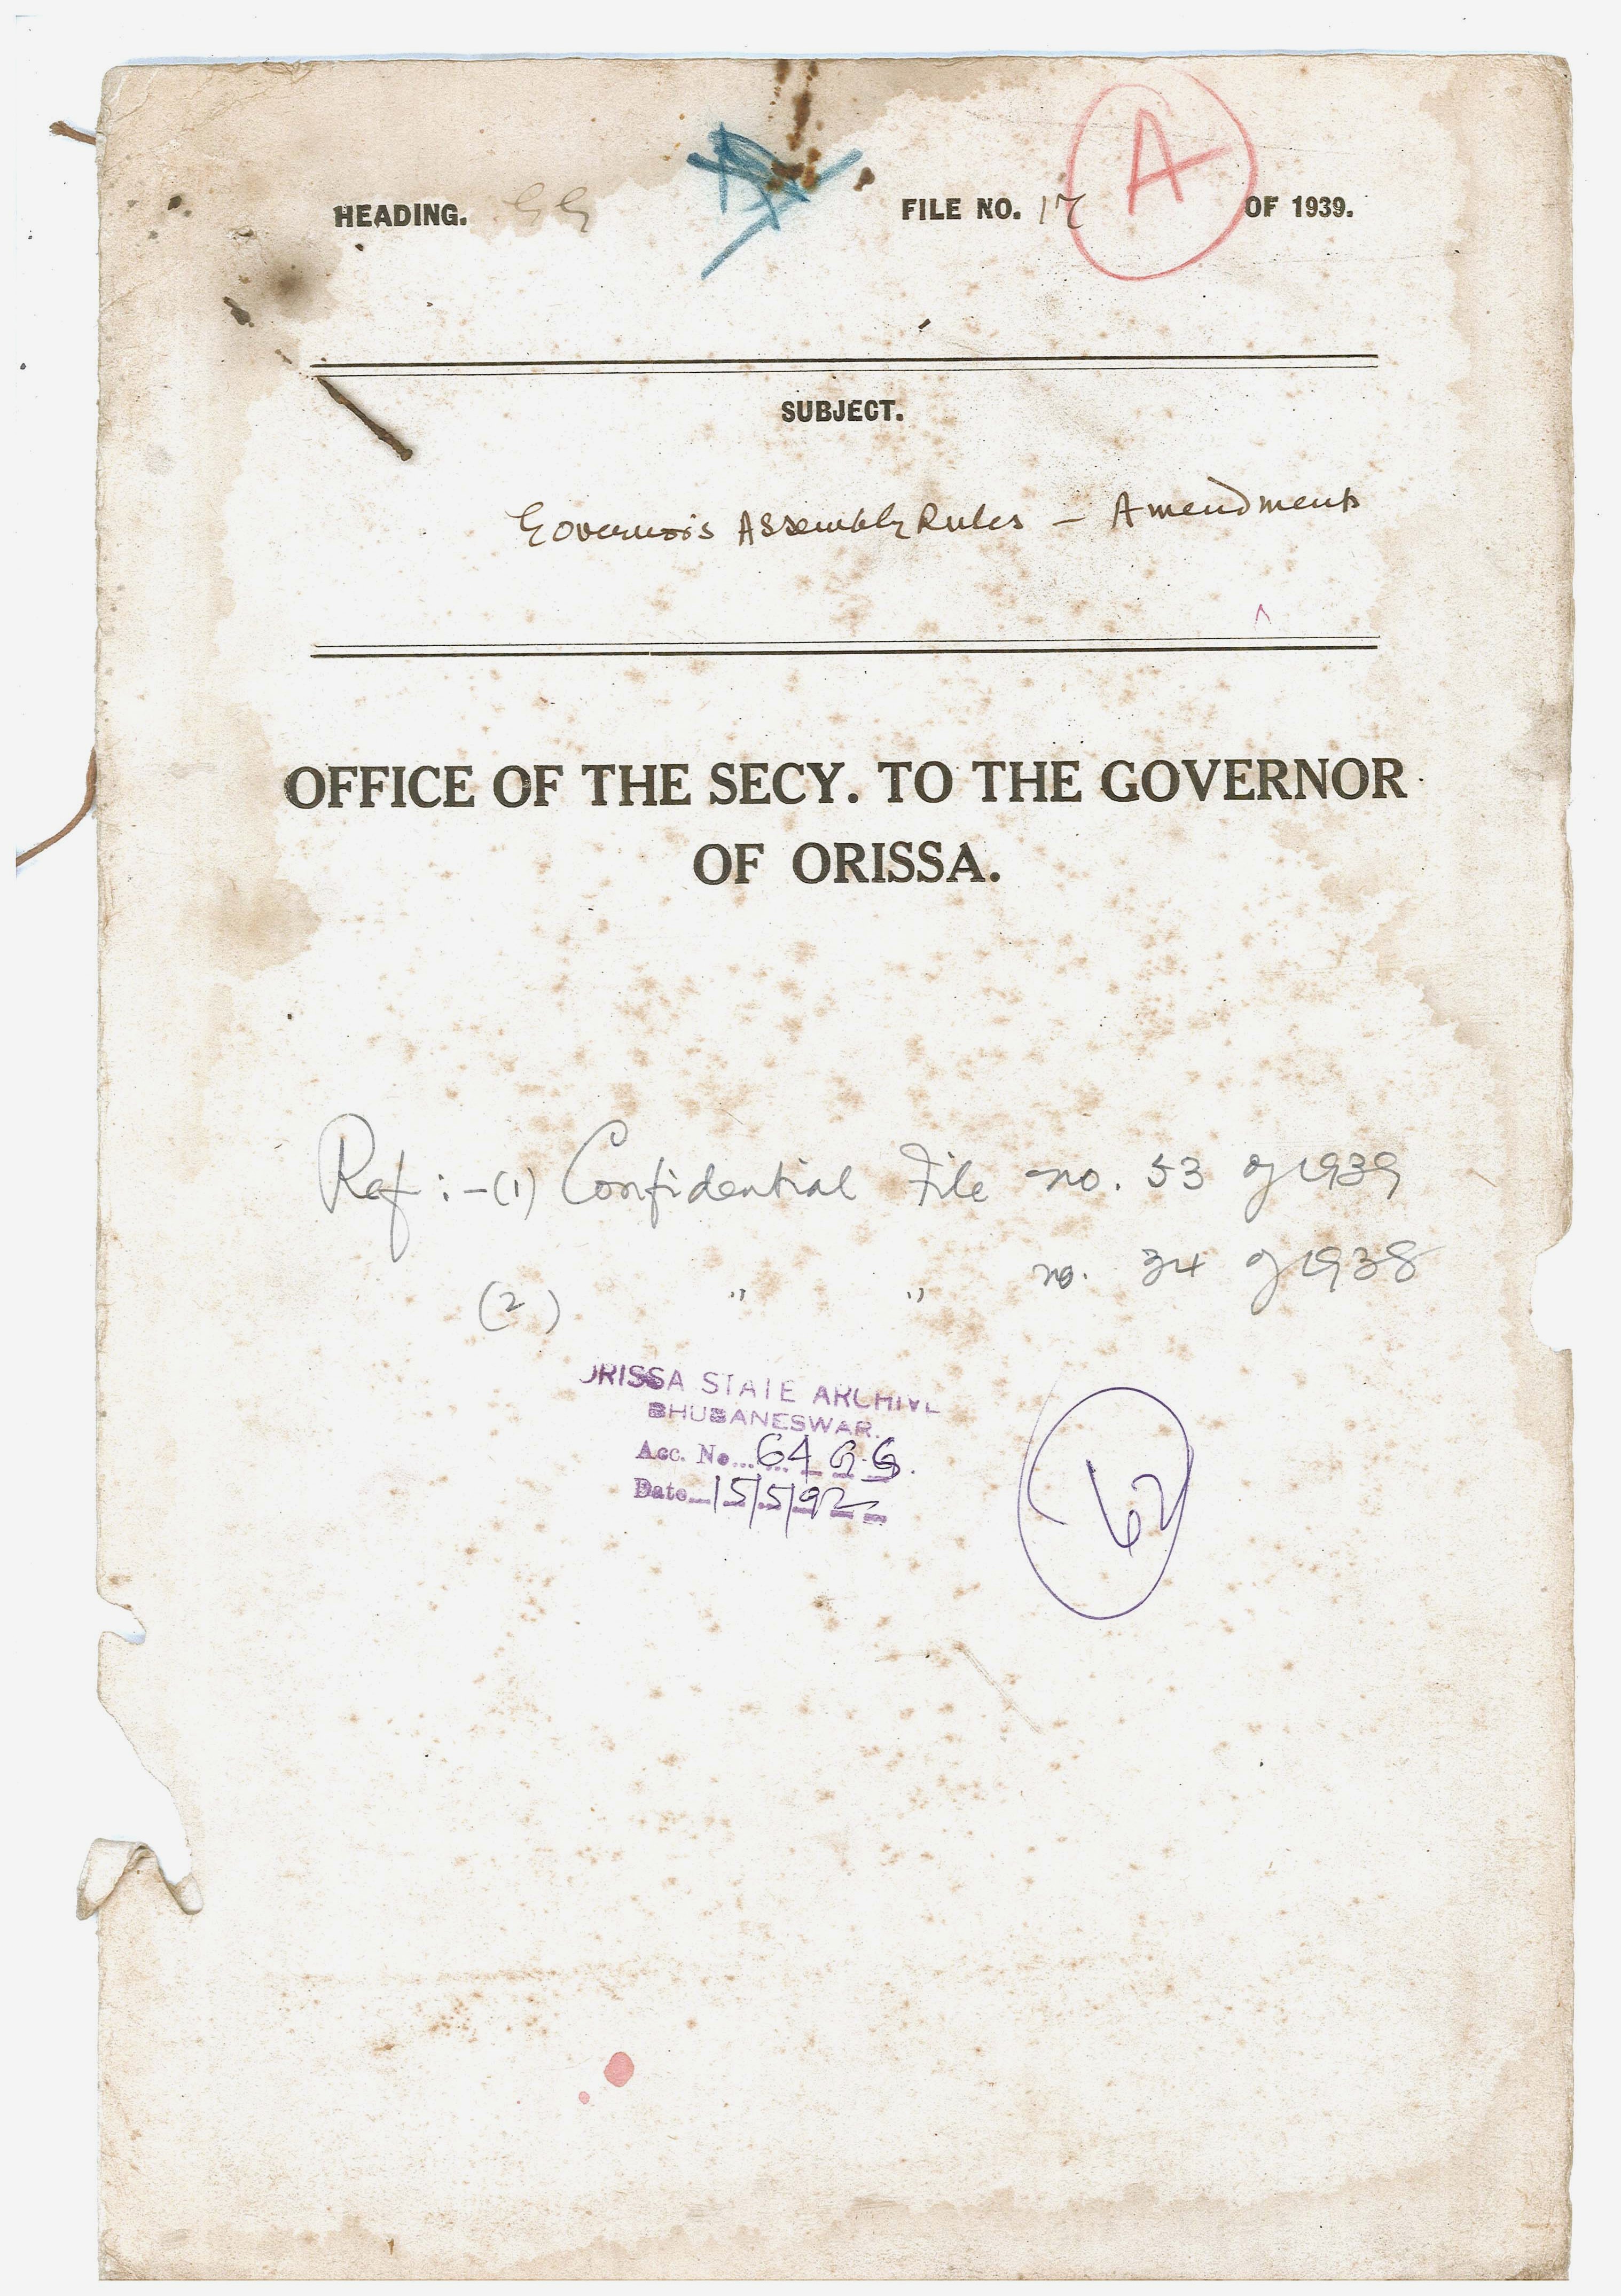 A
HEADING. GG FILE NO. 17 OF 1939.
SUBJECT.
Governor's Assembly Rules – Amendments
OFFICE OF THE SECY. TO THE GOVERNOR
OF ORISSA.
Ref :- (1) Confidential File no. 53 of 1939
(2) " " no. 34 of 1938
ORISSA STATE ARCHIVE
BHUBANESWAR.
Acc. No.
Date 15/5/92
62